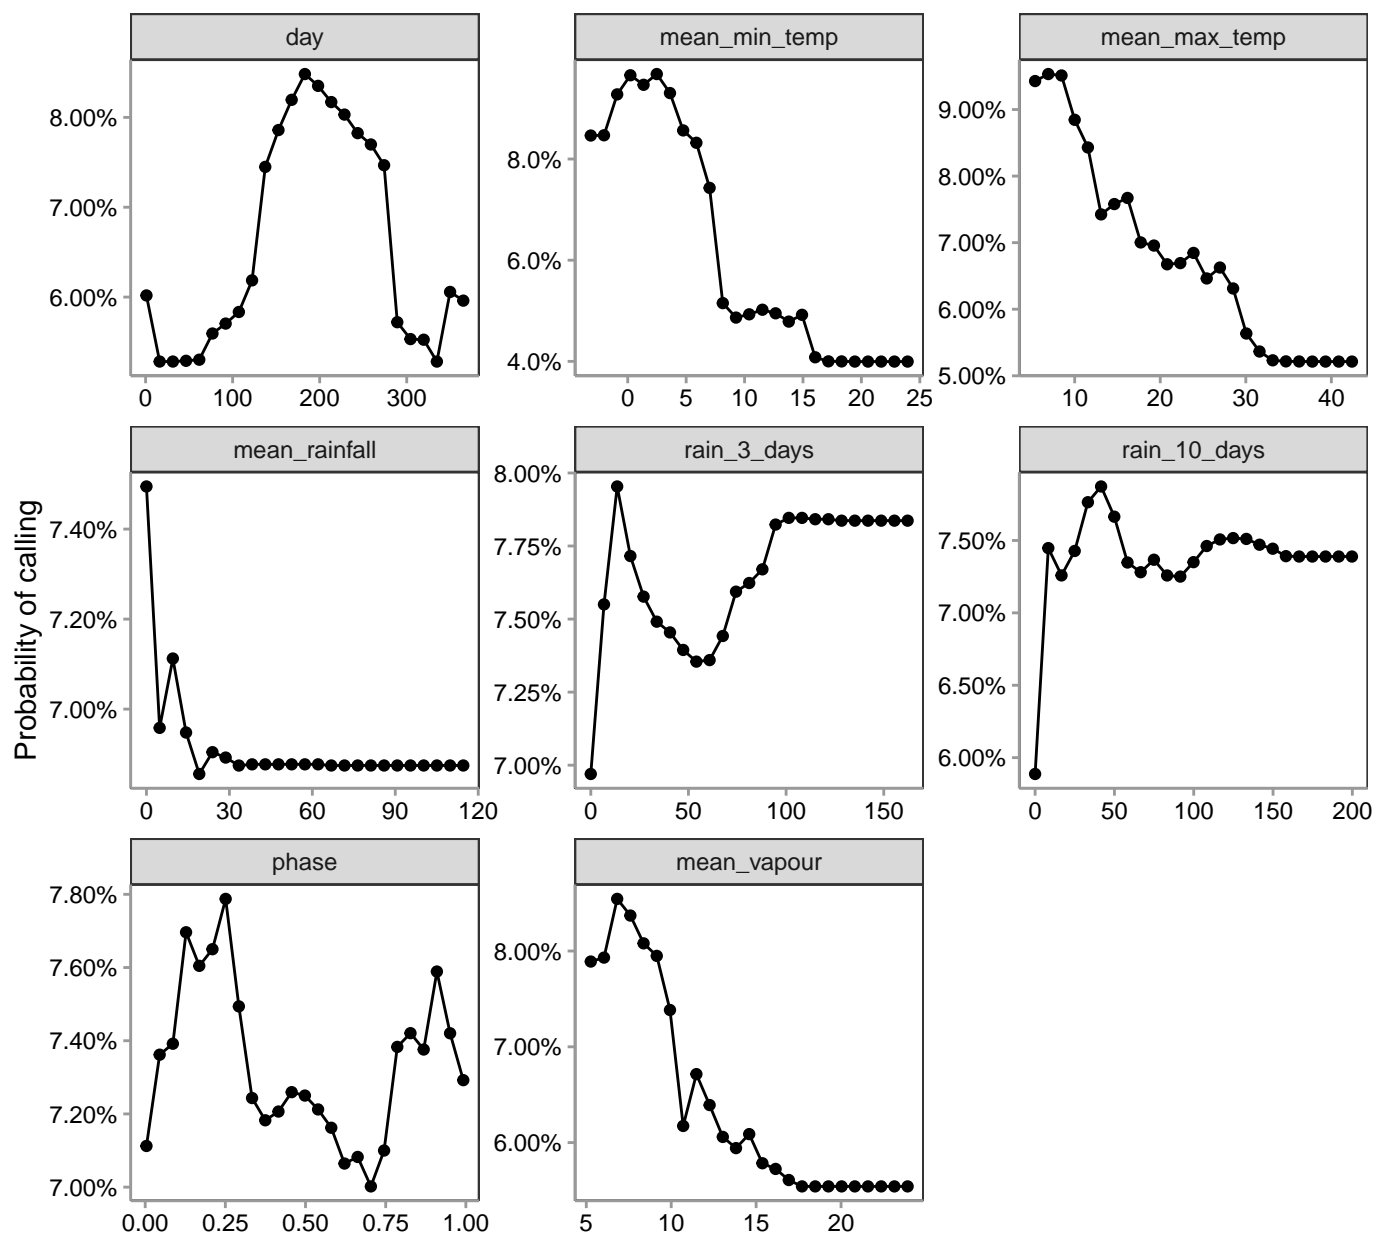 day
mean_min_temp
mean_max_temp
8.00%
7.00%
6.00%
0 100 200 300
8.0%
6.0%
4.0%
0 5 10 15 20 25
9.00%
8.00%
7.00%
6.00%
5.00%
10 20 30 40
Probability of calling
mean_rainfall
rain_3_days
rain_10_days
7.40%
7.20%
7.00%
0 30 60 90 120
8.00%
7.75%
7.50%
7.25%
7.00%
0 50 100 150
7.50%
7.00%
6.50%
6.00%
0 50 100 150 200
phase
mean_vapour
7.80%
7.60%
7.40%
7.20%
7.00%
0.00 0.25 0.50 0.75 1.00
8.00%
7.00%
6.00%
5 10 15 20